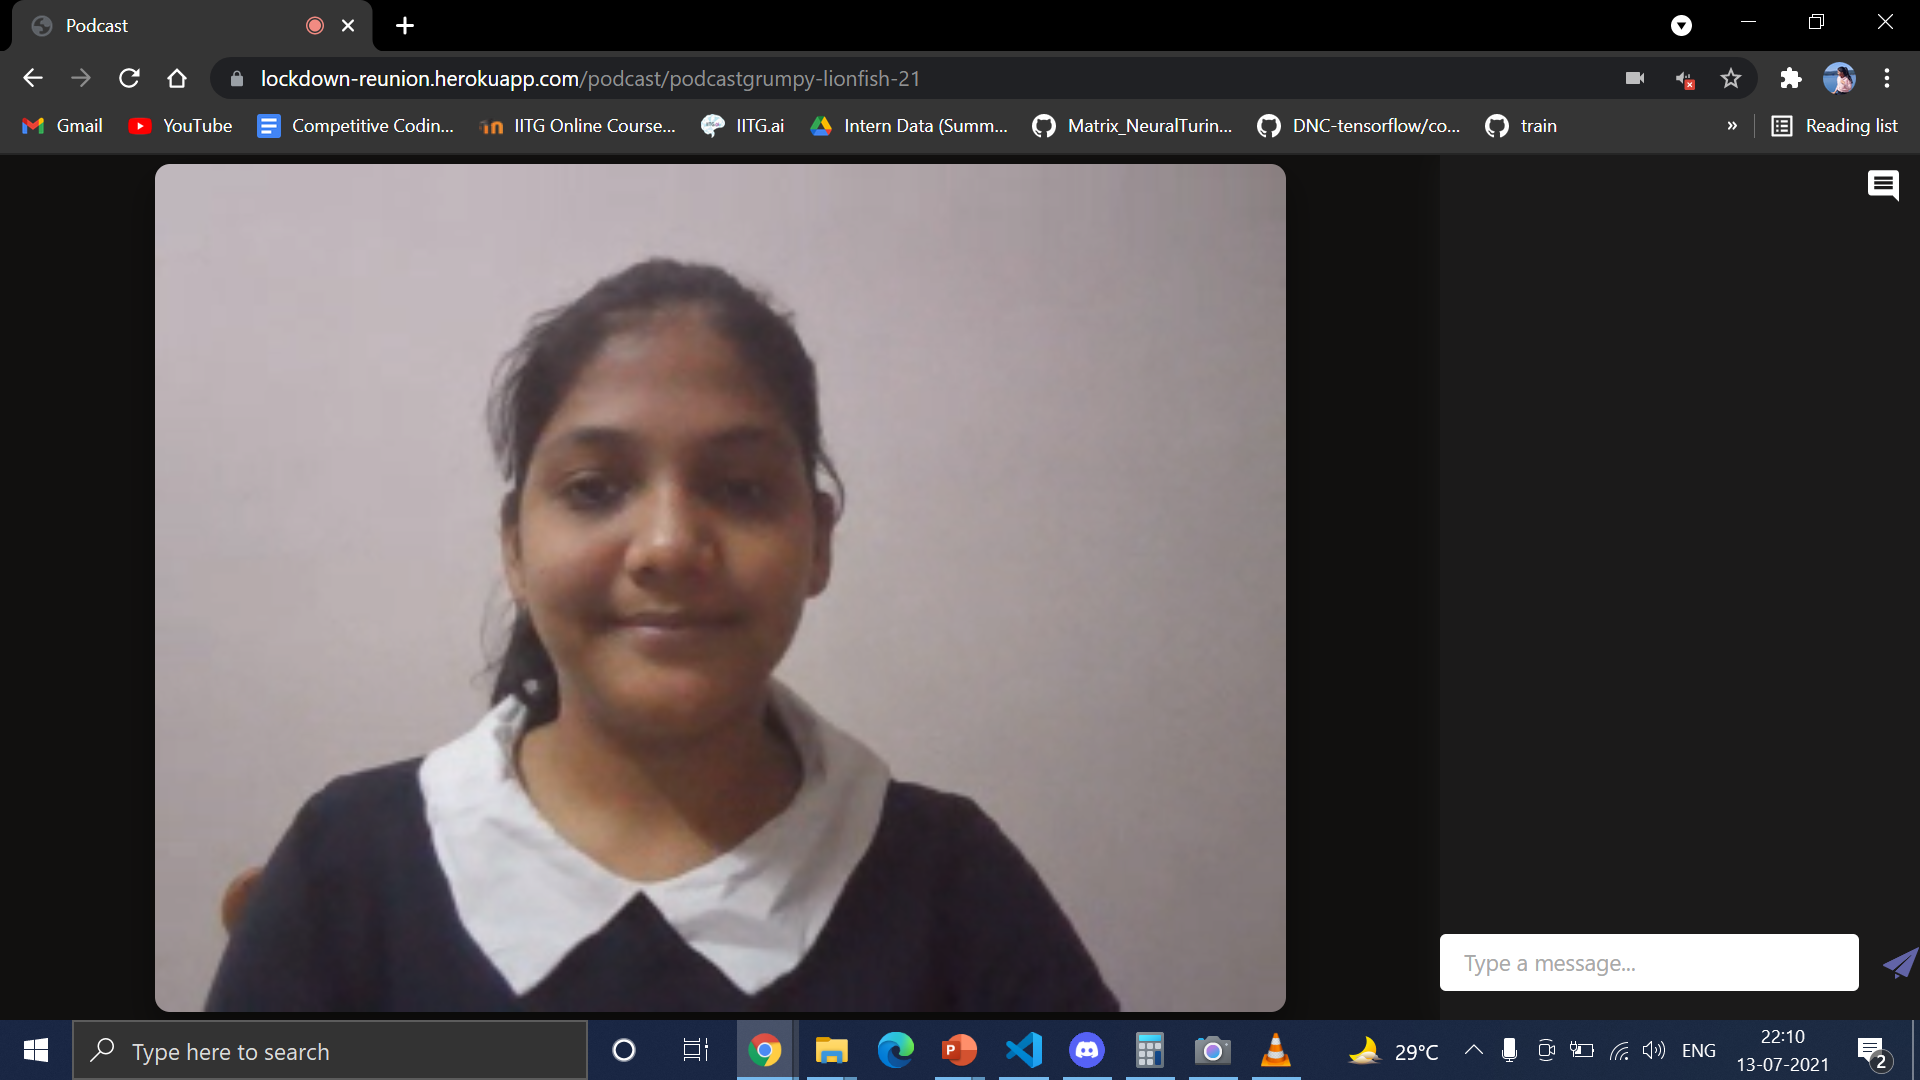 Podcast
lockdown-reunion.herokuapp.com/podcast/podcastgrumpy-lionfish-21
Gmail YouTube Competitive Codin... IITG Online Course... IITG.ai Intern Data (Summ... Matrix_NeuralTurin... DNC-tensorflow/co... train » Reading list
Type a message...
Type here to search
29°C ENG
22:10
13-07-2021
2